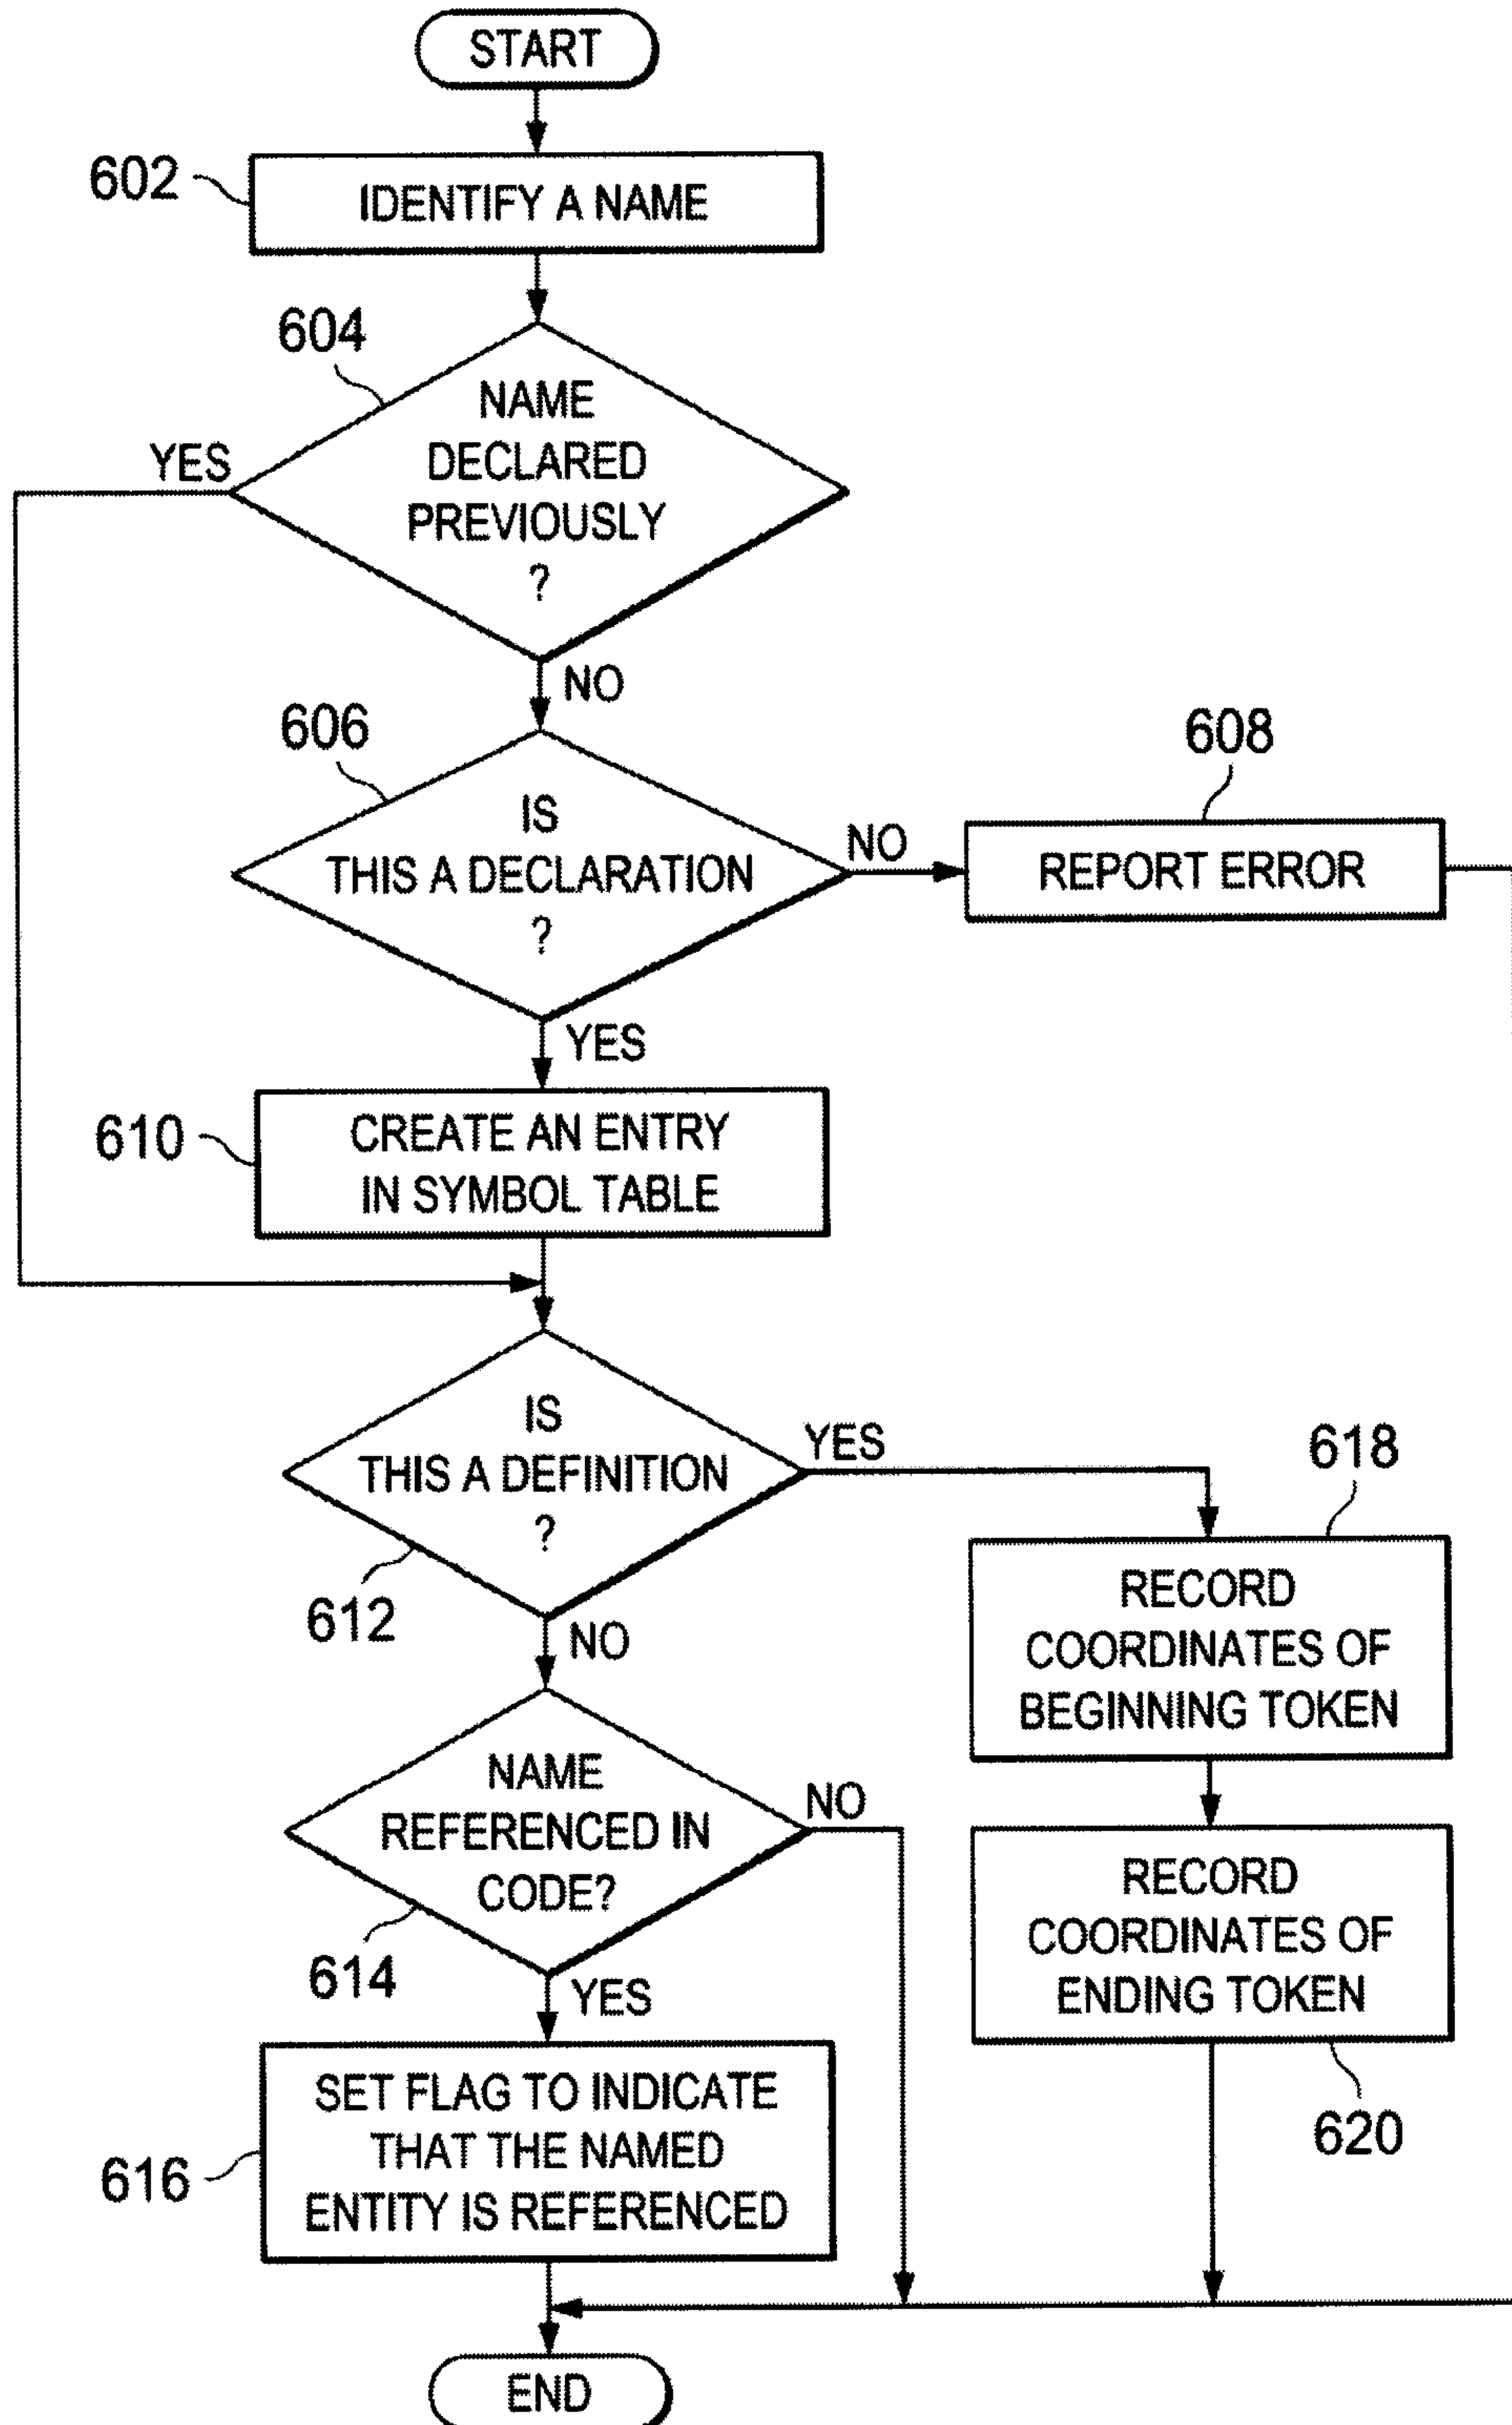 START
602
IDENTIFY A NAME
604
NAME
DECLARED
PREVIOUSLY
?
YES
NO
606
IS
THIS A DECLARATION
?
NO
608
REPORT ERROR
YES
610
CREATE AN ENTRY
IN SYMBOL TABLE
IS
THIS A DEFINITION
?
612
YES
618
RECORD
COORDINATES OF
BEGINNING TOKEN
NO
NAME
REFERENCED IN
CODE?
614
NO
RECORD
COORDINATES OF
ENDING TOKEN
620
YES
616
SET FLAG TO INDICATE
THAT THE NAMED
ENTITY IS REFERENCED
END